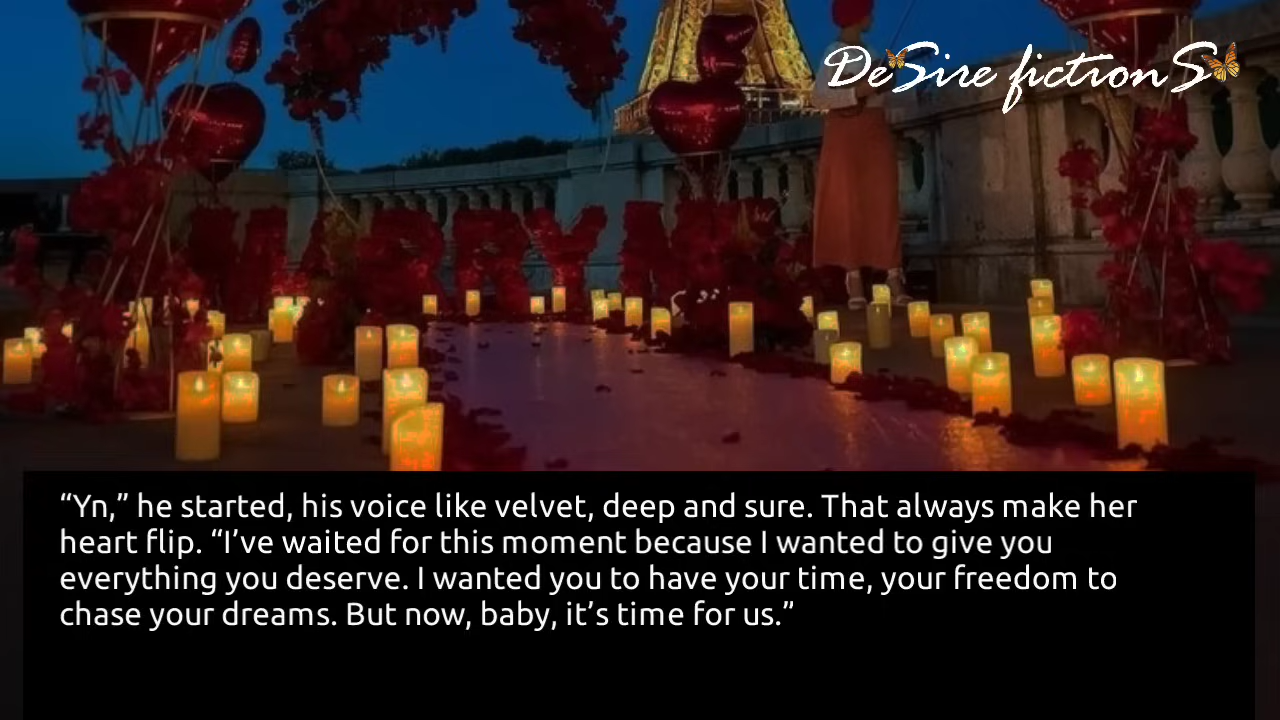 DeSire fictionS
ARRY M
“Yn,” he started, his voice like velvet, deep and sure. That always make her
heart flip. “I’ve waited for this moment because I wanted to give you
everything you deserve. I wanted you to have your time, your freedom to
chase your dreams. But now, baby, it’s time for us.”